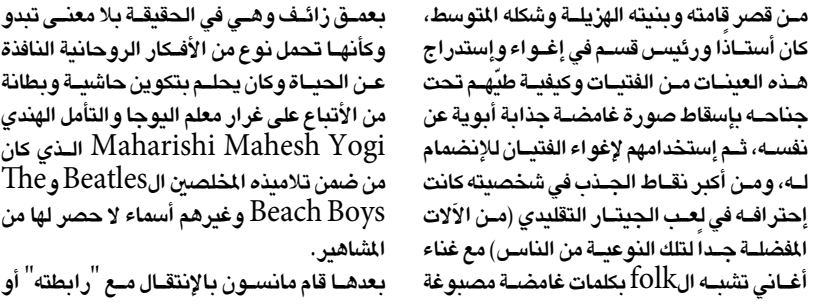 من قصر قامته وبنيته الهزيلة وشكله المتوسط،
كان أستاذًا ورئيس قسم في إغواء وإستدراج
هذه العينات من الفتيات وكيفية طيّهم تحت
جناحه بإسقاط صورة غامضة جذابة أبوية عن
نفسه، ثم إستخدامهم لإغواء الفتيان للإنضمام
له، ومن أكبر نقاط الجذب في شخصيته كانت
إحترافه في لعب الجيتار التقليدي (من الآلات
المفضلة جدا لتلك النوعية من الناس) مع غناء
أغاني تشبه الfolk بكلمات غامضة مصبوغة
بعمق زائف وهي في الحقيقة بلا معنى تبدو
وكأنها تحمل نوع من الأفكار الروحانية النافذة
عن الحياة وكان يحلم بتكوين حاشية وبطانة
من الأتباع على غرار معلم اليوجا والتأمل الهندي
Maharishi Mahesh Yogi الذي كان
من ضمن تلاميذه المخلصين الBeatles وThe
Beach Boys وغيرهم أسماء لا حصر لها من
المشاهير.
بعدها قام مانسون بالإنتقال مع "رابطته" أو